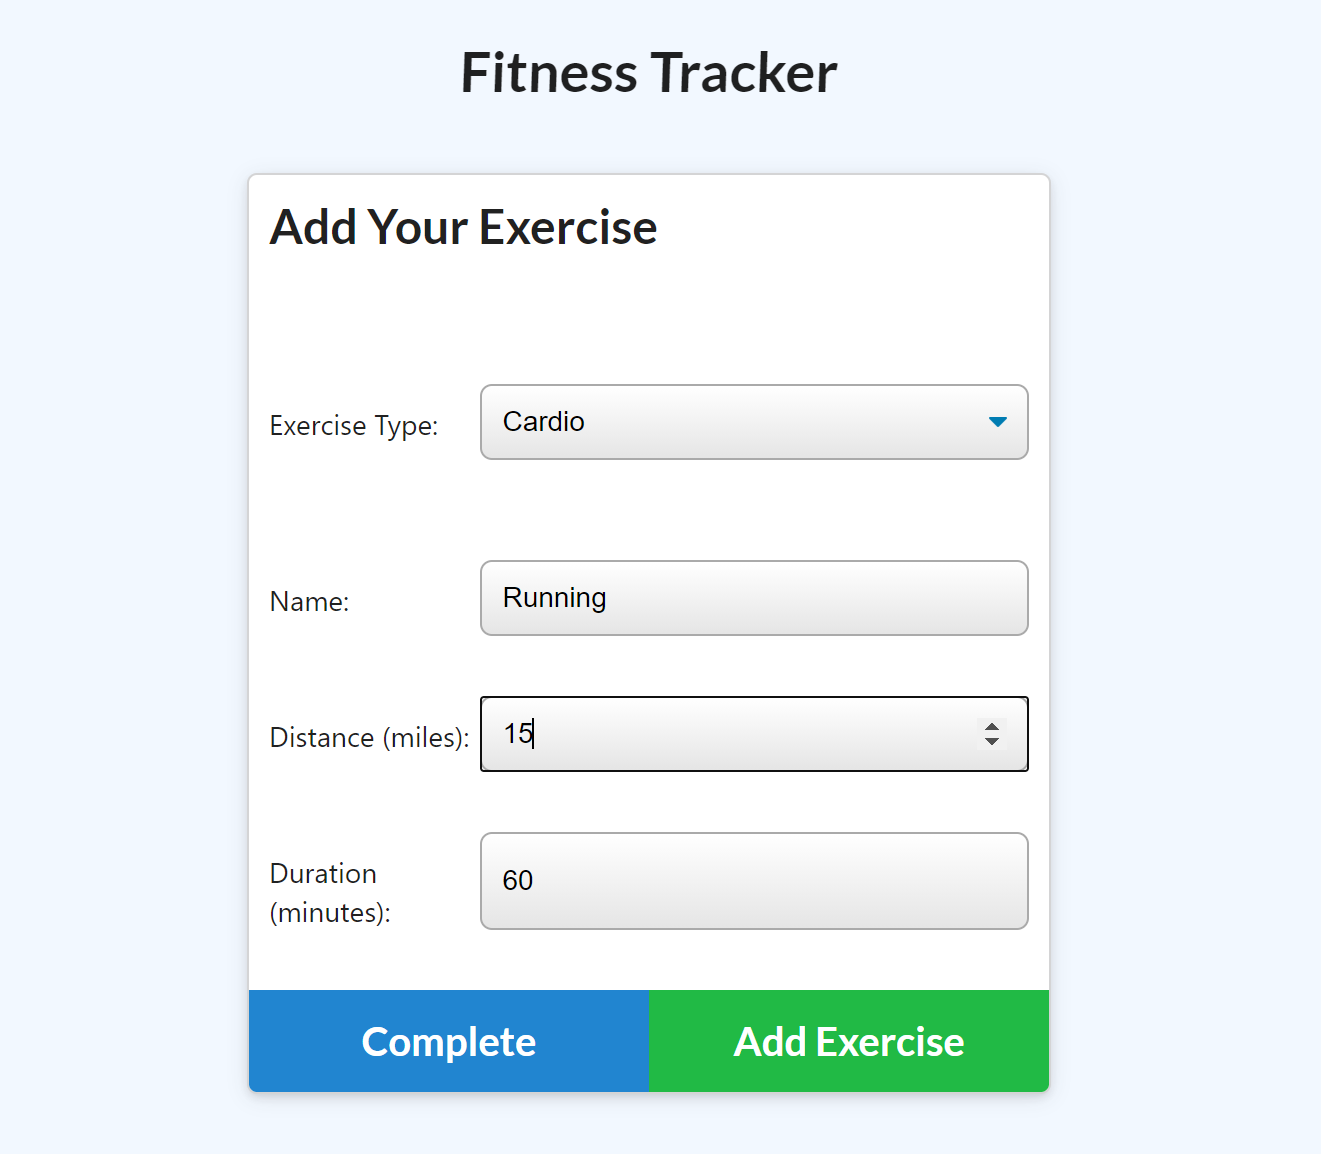 Fitness Tracker
Add Your Exercise
Exercise Type:
Cardio
Name:
Running
Distance (miles):
15
Duration
(minutes):
60
Complete
Add Exercise